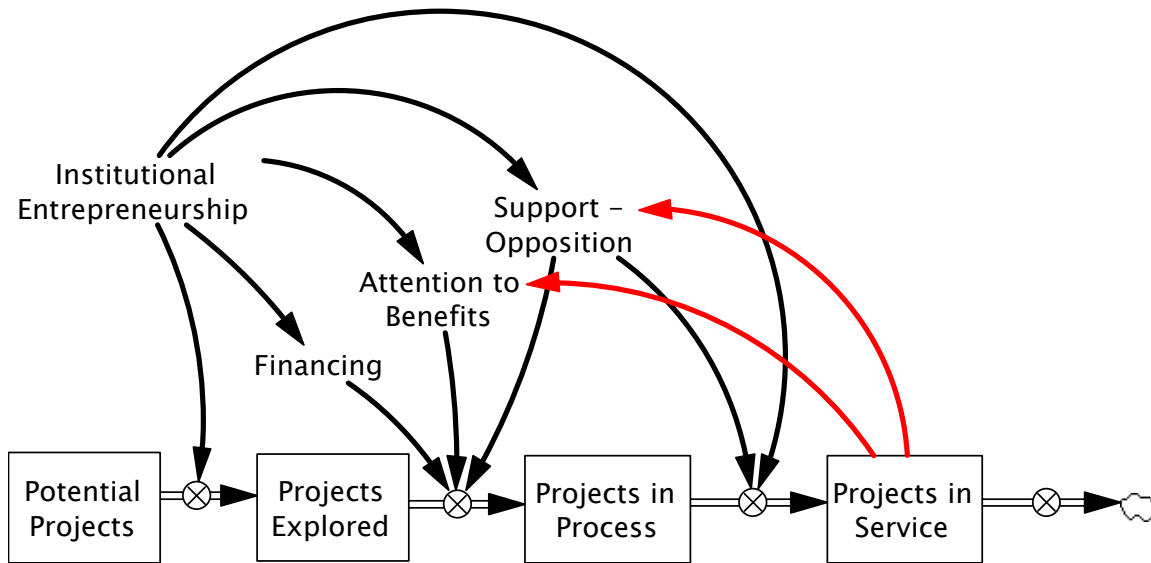 Institutional
Entrepreneurship
Support –
Opposition
Attention to
Benefits
Financing
Potential
Projects
Projects
Explored
Projects in
Process
Projects in
Service